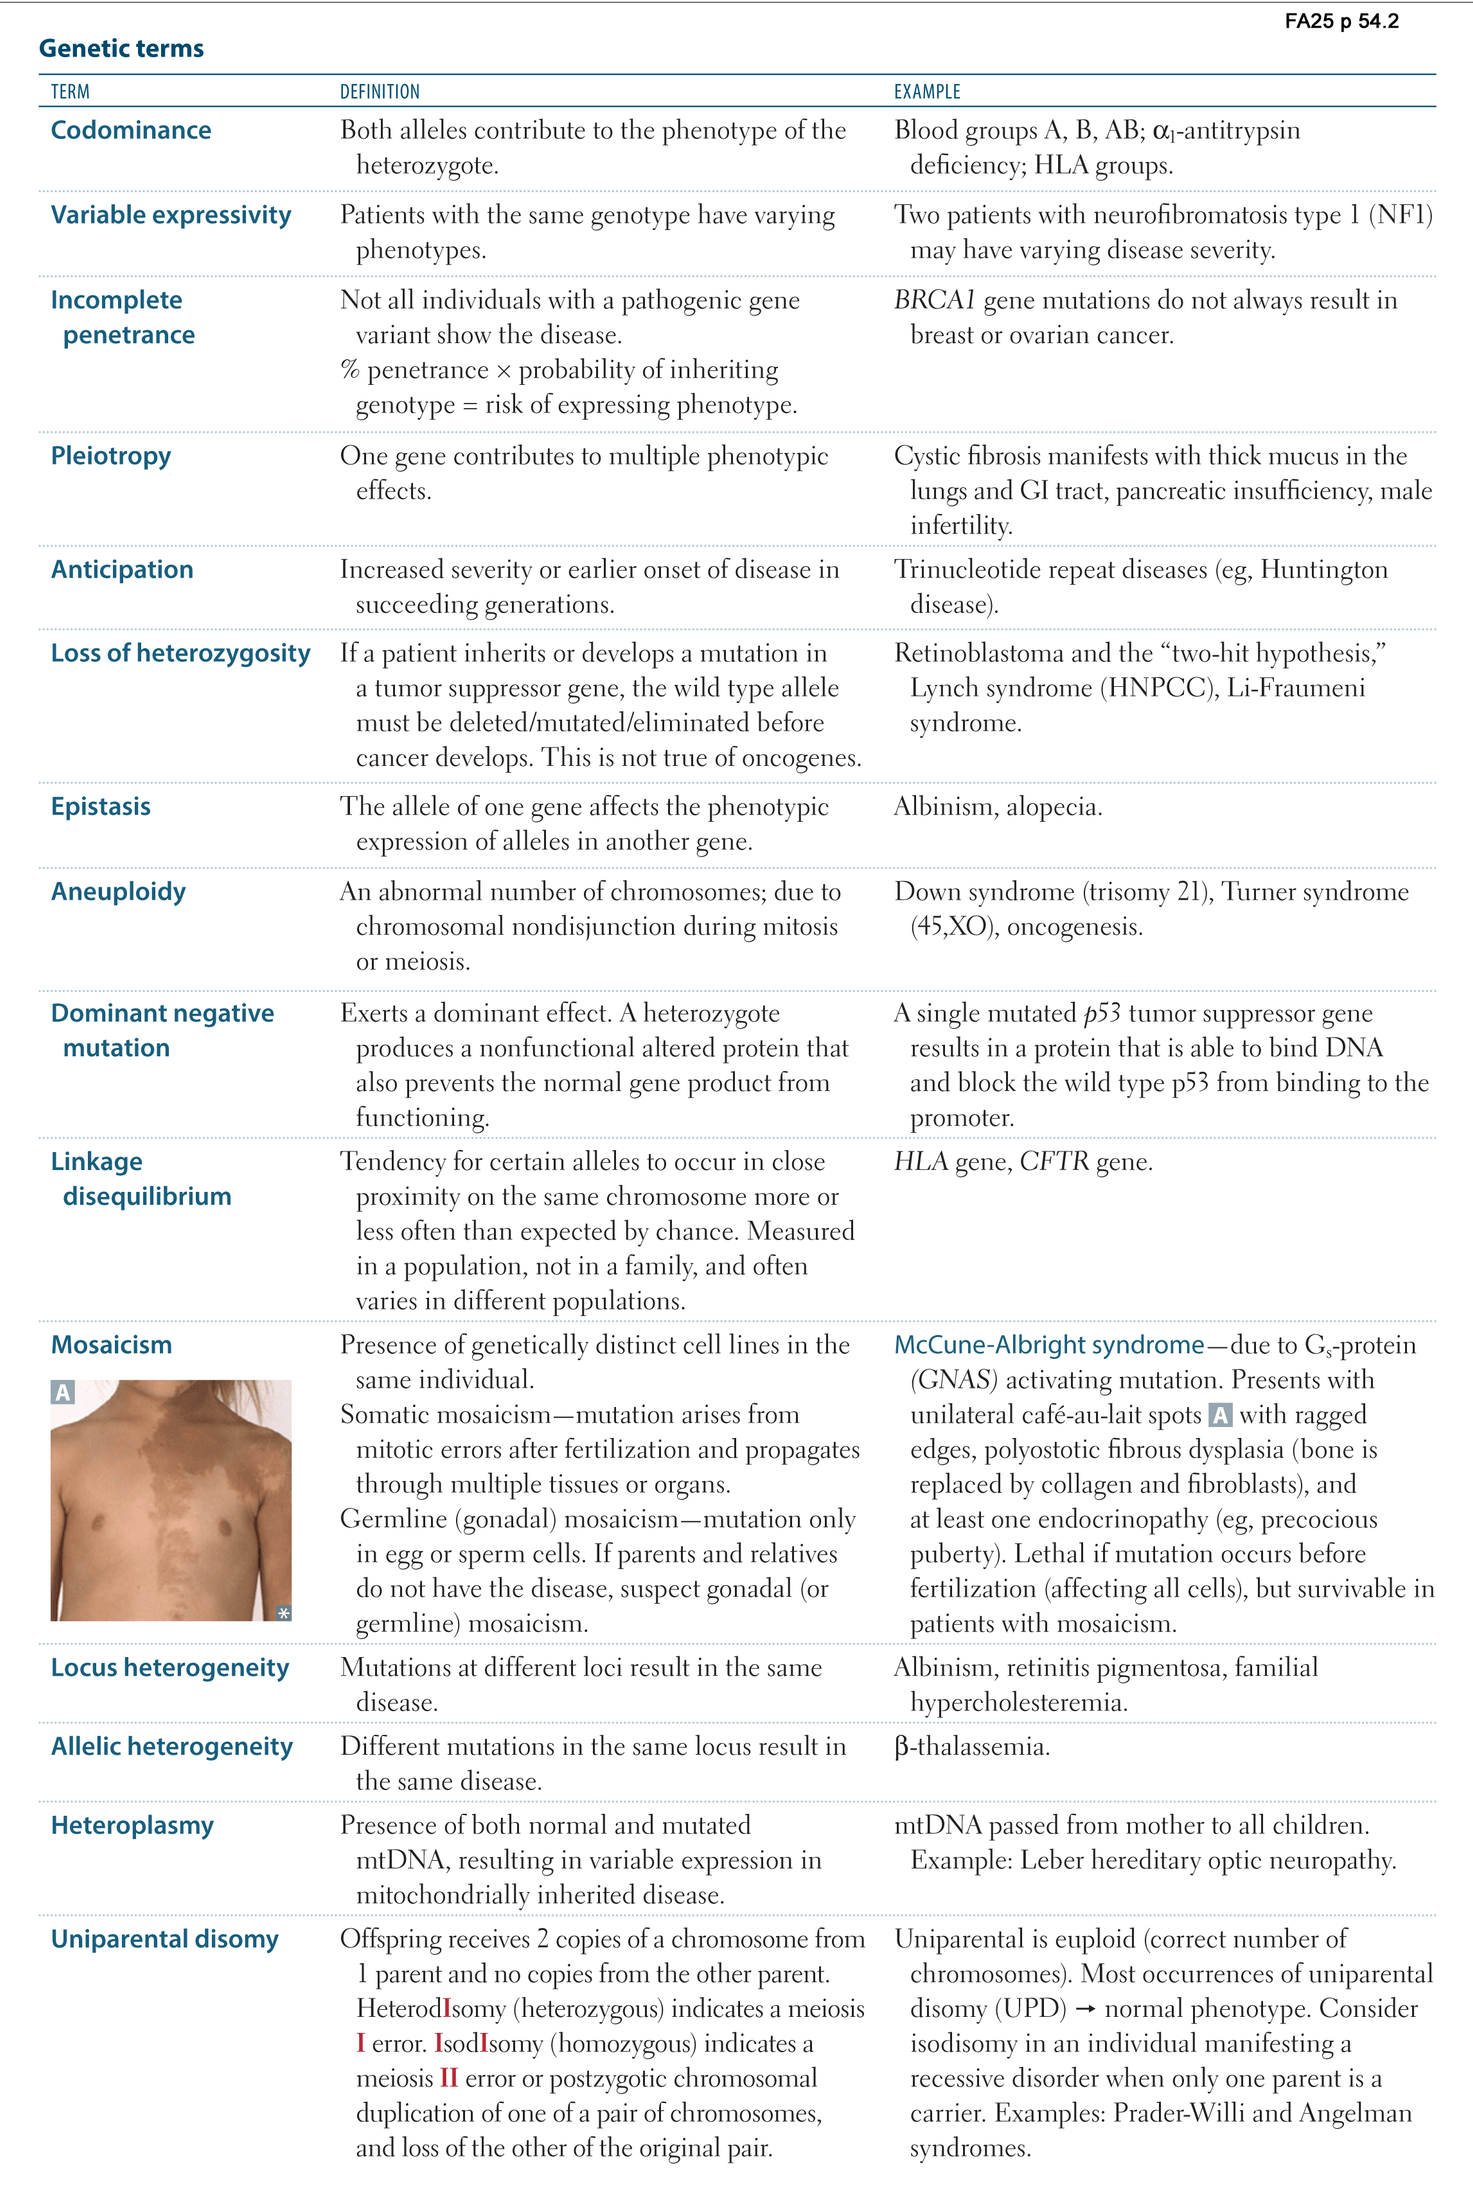 FA25 p 54.2
Genetic terms
TERM DEFINITION EXAMPLE
Codominance
Both alleles contribute to the phenotype of the
heterozygote.
Blood groups A, B, AB; α₁-antitrypsin
deficiency; HLA groups.
Variable expressivity
Patients with the same genotype have varying
phenotypes.
Two patients with neurofibromatosis type 1 (NF1)
may have varying disease severity.
Incomplete
penetrance
Not all individuals with a pathogenic gene
variant show the disease.
% penetrance × probability of inheriting
genotype = risk of expressing phenotype.
BRCA1 gene mutations do not always result in
breast or ovarian cancer.
Pleiotropy
One gene contributes to multiple phenotypic
effects.
Cystic fibrosis manifests with thick mucus in the
lungs and GI tract, pancreatic insufficiency, male
infertility.
Anticipation
Increased severity or earlier onset of disease in
succeeding generations.
Trinucleotide repeat diseases (eg, Huntington
disease).
Loss of heterozygosity
If a patient inherits or develops a mutation in
a tumor suppressor gene, the wild type allele
must be deleted/mutated/eliminated before
cancer develops. This is not true of oncogenes.
Retinoblastoma and the “two-hit hypothesis,”
Lynch syndrome (HNPCC), Li-Fraumeni
syndrome.
Epistasis
The allele of one gene affects the phenotypic
expression of alleles in another gene.
Albinism, alopecia.
Aneuploidy
An abnormal number of chromosomes; due to
chromosomal nondisjunction during mitosis
or meiosis.
Down syndrome (trisomy 21), Turner syndrome
(45,XO), oncogenesis.
Dominant negative
mutation
Exerts a dominant effect. A heterozygote
produces a nonfunctional altered protein that
also prevents the normal gene product from
functioning.
A single mutated p53 tumor suppressor gene
results in a protein that is able to bind DNA
and block the wild type p53 from binding to the
promoter.
Linkage
disequilibrium
Tendency for certain alleles to occur in close
proximity on the same chromosome more or
less often than expected by chance. Measured
in a population, not in a family, and often
varies in different populations.
HLA gene, CFTR gene.
Mosaicism
A
Presence of genetically distinct cell lines in the
same individual.
Somatic mosaicism—mutation arises from
mitotic errors after fertilization and propagates
through multiple tissues or organs.
Germline (gonadal) mosaicism—mutation only
in egg or sperm cells. If parents and relatives
do not have the disease, suspect gonadal (or
germline) mosaicism.
McCune-Albright syndrome—due to Gₛ-protein
(GNAS) activating mutation. Presents with
unilateral café-au-lait spots A with ragged
edges, polyostotic fibrous dysplasia (bone is
replaced by collagen and fibroblasts), and
at least one endocrinopathy (eg, precocious
puberty). Lethal if mutation occurs before
fertilization (affecting all cells), but survivable in
patients with mosaicism.
Locus heterogeneity
Mutations at different loci result in the same
disease.
Albinism, retinitis pigmentosa, familial
hypercholesteremia.
Allelic heterogeneity
Different mutations in the same locus result in
the same disease.
β-thalassemia.
Heteroplasmy
Presence of both normal and mutated
mtDNA, resulting in variable expression in
mitochondrially inherited disease.
mtDNA passed from mother to all children.
Example: Leber hereditary optic neuropathy.
Uniparental disomy
Offspring receives 2 copies of a chromosome from
1 parent and no copies from the other parent.
HeterodIsomy (heterozygous) indicates a meiosis
I error. IsodIsomy (homozygous) indicates a
meiosis II error or postzygotic chromosomal
duplication of one of a pair of chromosomes,
and loss of the other of the original pair.
Uniparental is euploid (correct number of
chromosomes). Most occurrences of uniparental
disomy (UPD) → normal phenotype. Consider
isodisomy in an individual manifesting a
recessive disorder when only one parent is a
carrier. Examples: Prader-Willi and Angelman
syndromes.